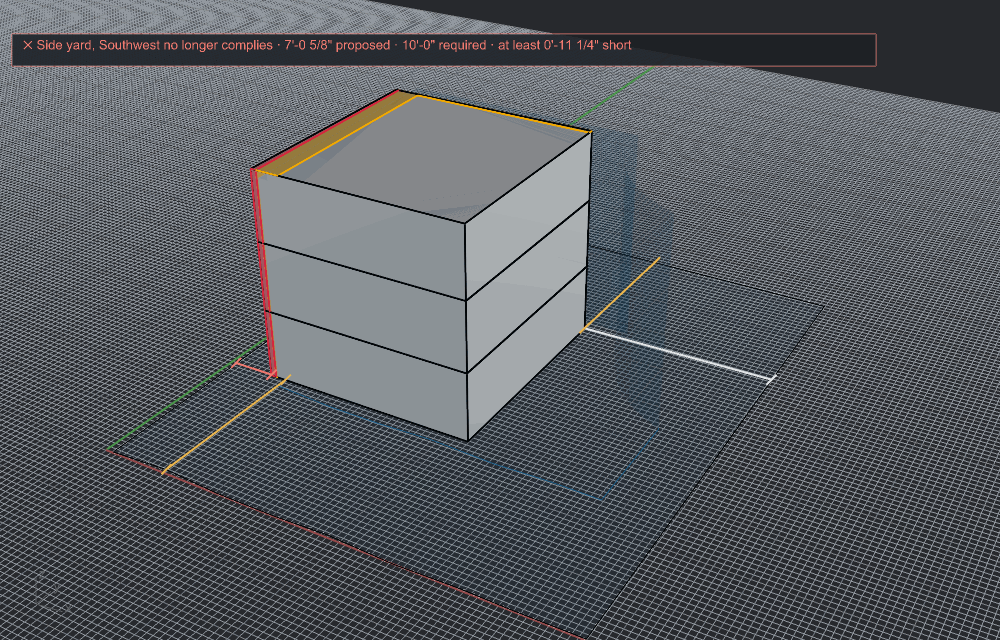 × Side yard, Southwest no longer complies · 7'-0 5/8" proposed · 10'-0" required · at least 0'-11 1/4" short